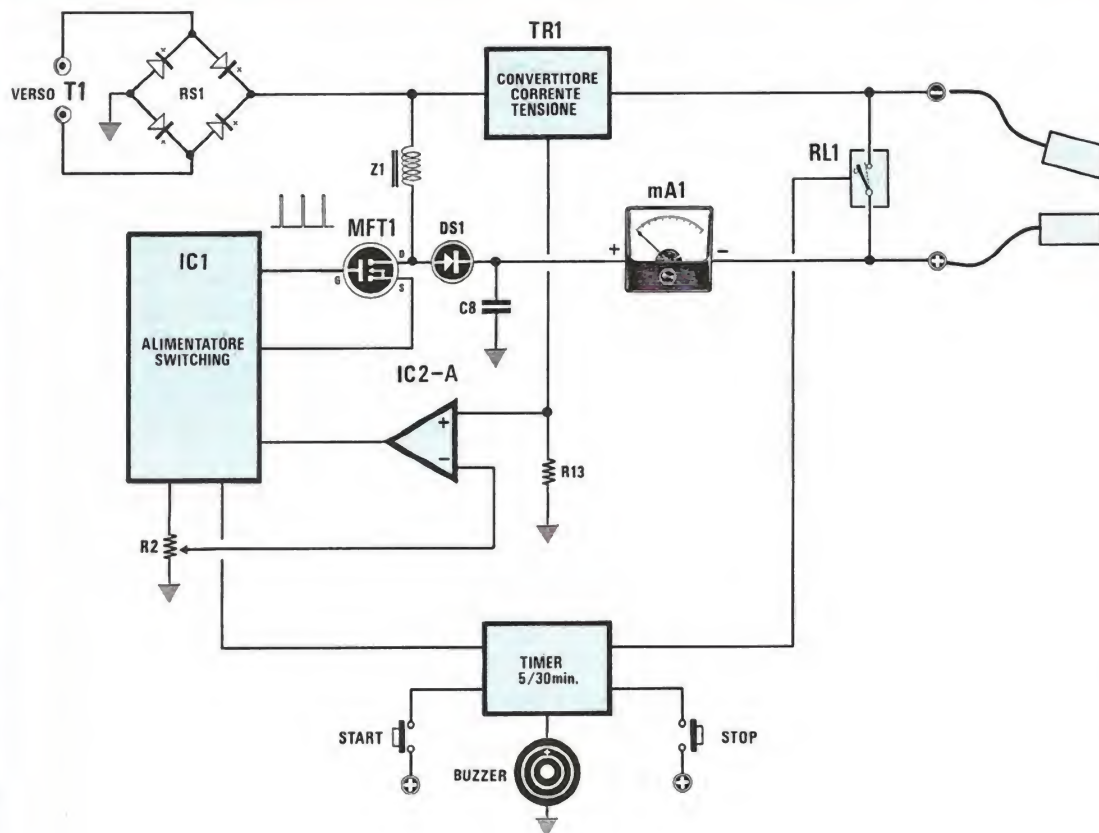 TR1
VERSO T1
RS1
x
x
x
x
CONVERTITORE
CORRENTE
TENSIONE
-
RL1
Z1
mA1
MFT1
DS1
+
-
+
D
G
S
IC1
C8
ALIMENTATORE
SWITCHING
IC2-A
+
-
R13
R2
TIMER
5/30min.
START
STOP
BUZZER
+
+
+